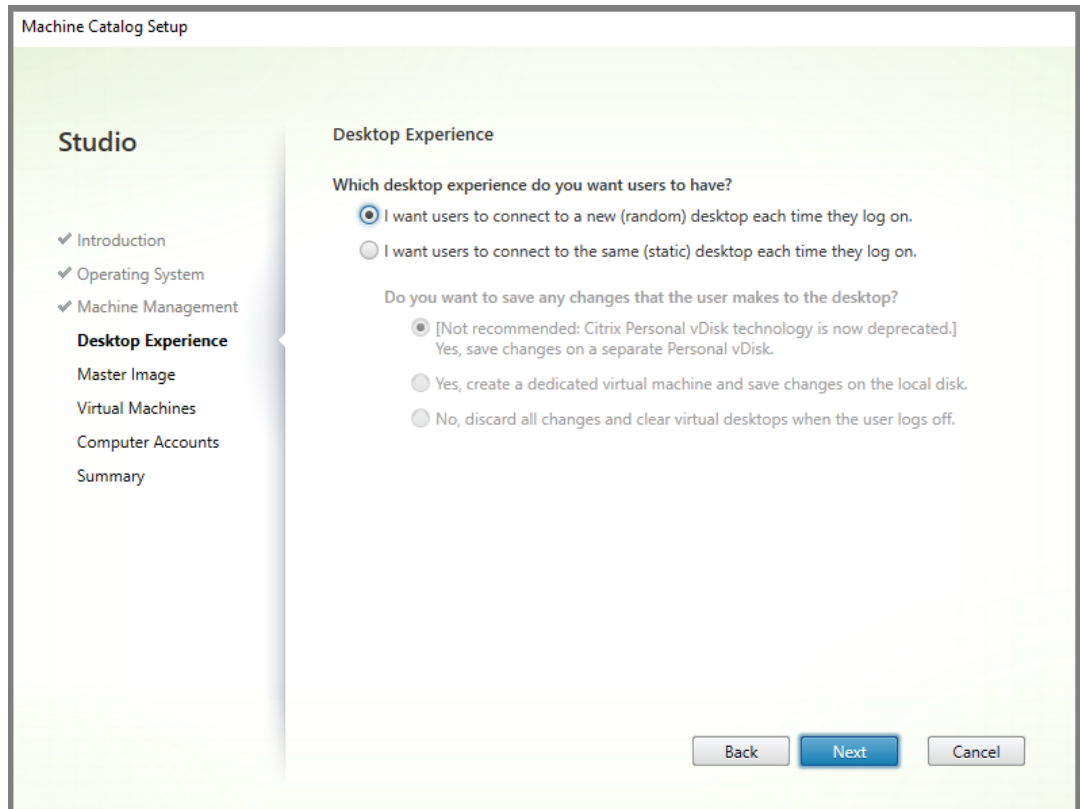 Machine Catalog Setup
Studio
Introduction
Operating System
Machine Management
Desktop Experience
Master Image
Virtual Machines
Computer Accounts
Summary
Desktop Experience
Which desktop experience do you want users to have?
I want users to connect to a new (random) desktop each time they log on.
I want users to connect to the same (static) desktop each time they log on.
Do you want to save any changes that the user makes to the desktop?
[Not recommended: Citrix Personal vDisk technology is now deprecated.]
Yes, save changes on a separate Personal vDisk.
Yes, create a dedicated virtual machine and save changes on the local disk.
No, discard all changes and clear virtual desktops when the user logs off.
Back
Next
Cancel